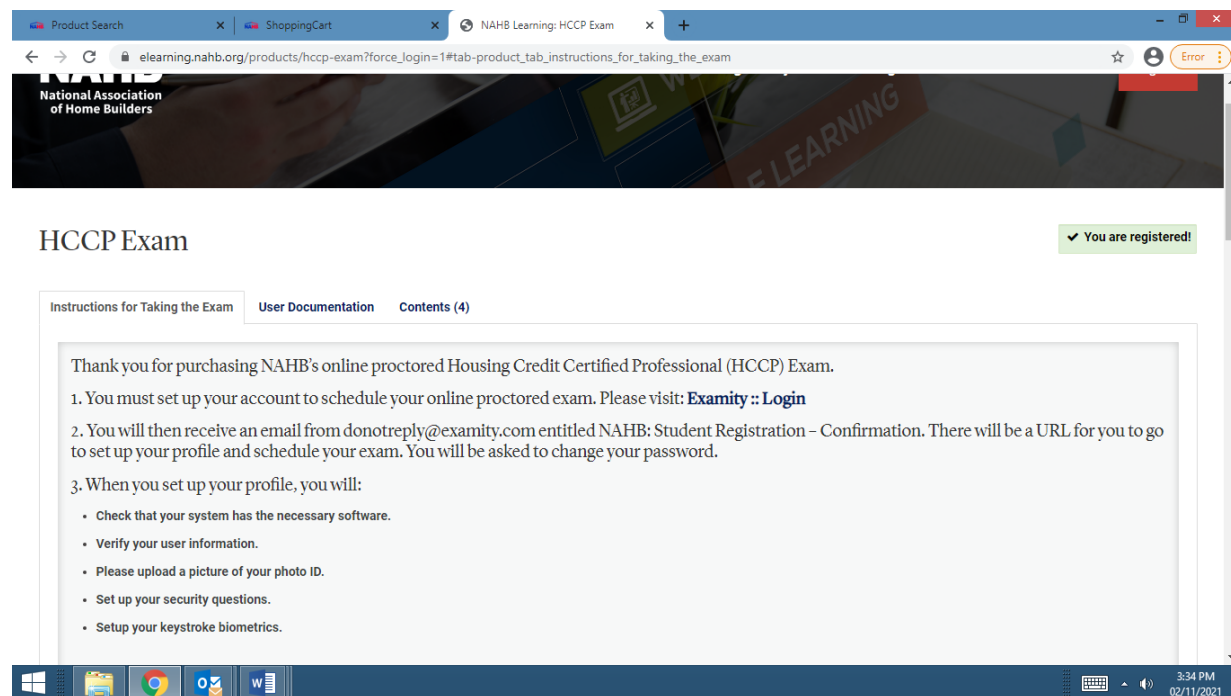 Product Search
ShoppingCart
NAHB Learning: HCCP Exam
elearning.nahb.org/products/hccp-exam?force_login=1#tab-product_tab_instructions_for_taking_the_exam
Error
NAHB
National Association
of Home Builders
E LEARNING
HCCP Exam
You are registered!
Instructions for Taking the Exam
User Documentation
Contents (4)
Thank you for purchasing NAHB's online proctored Housing Credit Certified Professional (HCCP) Exam.
1. You must set up your account to schedule your online proctored exam. Please visit: Examity :: Login
2. You will then receive an email from donotreply@examity.com entitled NAHB: Student Registration – Confirmation. There will be a URL for you to go
to set up your profile and schedule your exam. You will be asked to change your password.
3. When you set up your profile, you will:
• Check that your system has the necessary software.
• Verify your user information.
• Please upload a picture of your photo ID.
• Set up your security questions.
• Setup your keystroke biometrics.
3:34 PM
02/11/2021